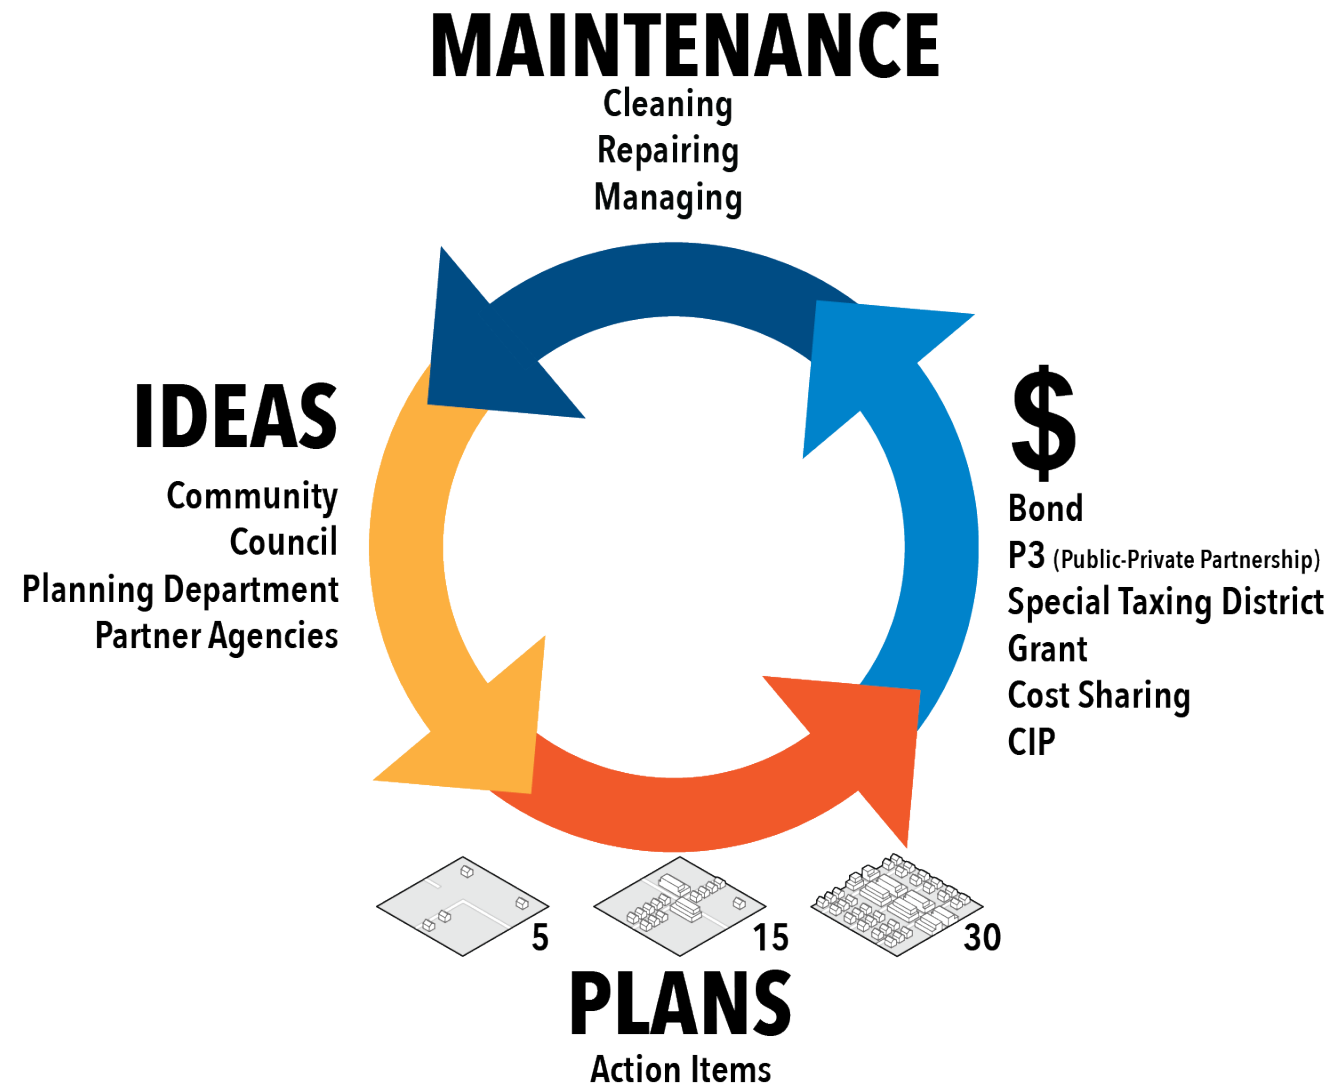 MAINTENANCE
Cleaning
Repairing
Managing
IDEAS
Community
Council
Planning Department
Partner Agencies
$
Bond
P3 (Public-Private Partnership)
Special Taxing District
Grant
Cost Sharing
CIP
5
15
30
PLANS
Action Items